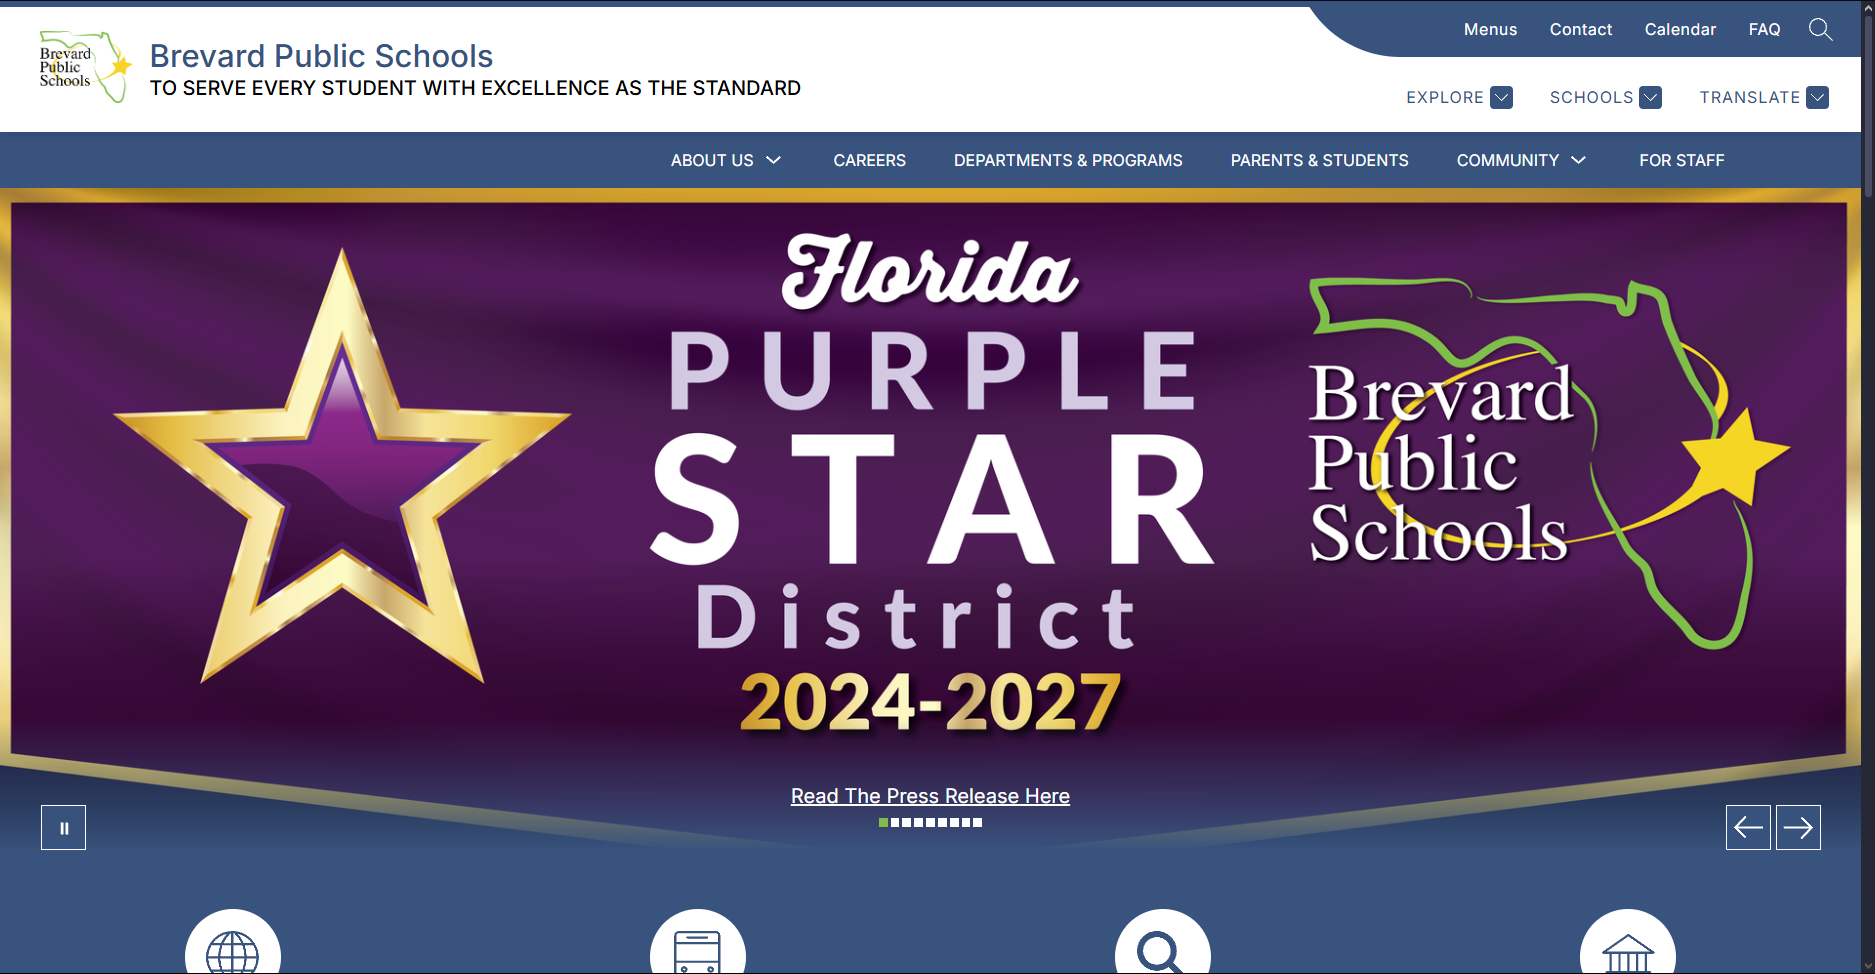 Brevard
Public
Schools
Brevard Public Schools
TO SERVE EVERY STUDENT WITH EXCELLENCE AS THE STANDARD
Menus Contact Calendar FAQ
EXPLORE SCHOOLS TRANSLATE
ABOUT US CAREERS DEPARTMENTS & PROGRAMS PARENTS & STUDENTS COMMUNITY FOR STAFF
Florida
PURPLE
STAR
District
2024-2027
Brevard
Public
Schools
Read The Press Release Here